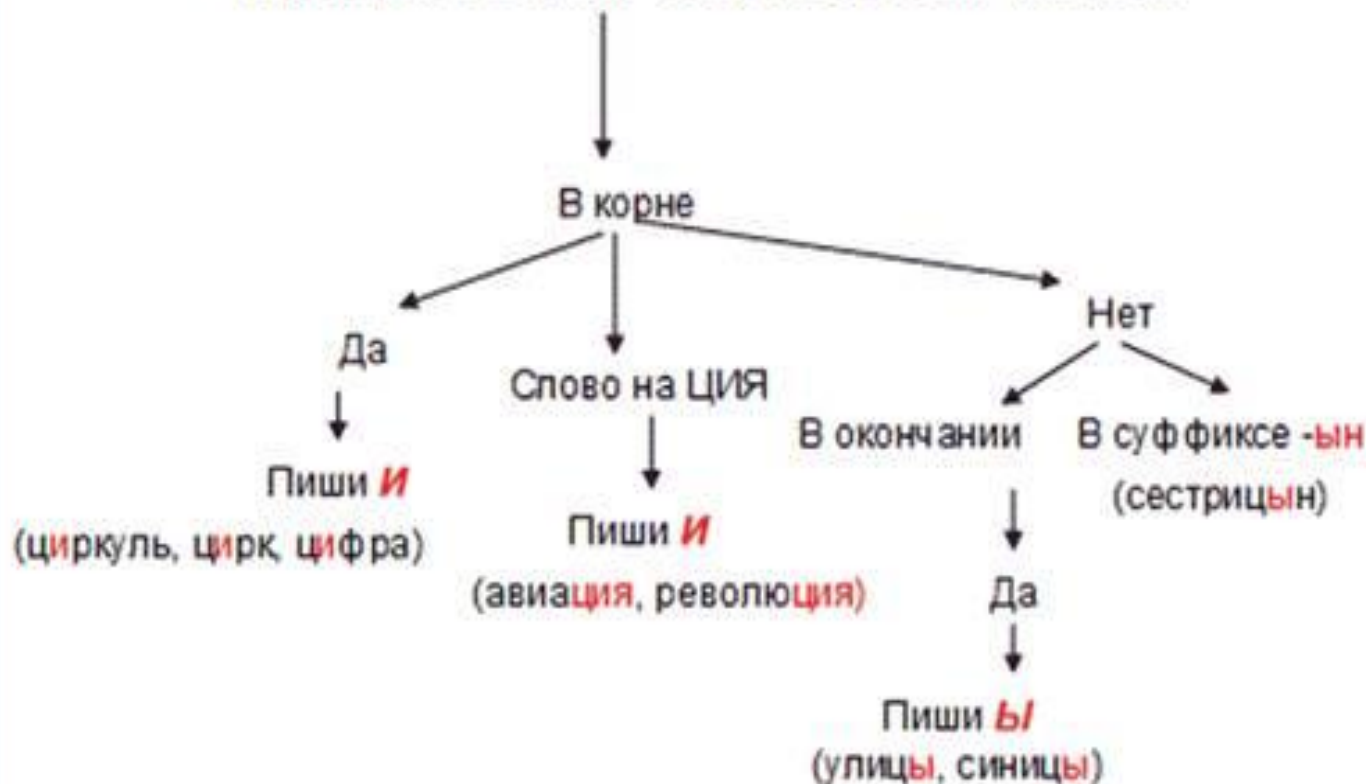 В корне
Да
Слово на ЦИЯ
Нет
В окончании
В суффиксе -ын
(сестрицын)
Пиши И
(циркуль, цирк, цифра)
Пиши И
(авиация, революция)
Да
Пиши Ы
(улицы, синицы)